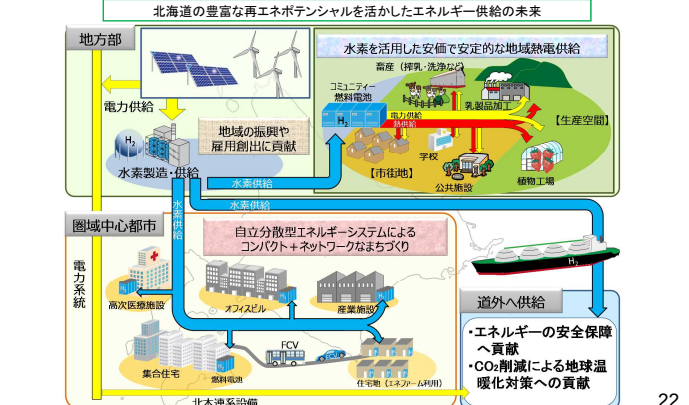 北海道の豊富な再エネポテンシャルを活かしたエネルギー供給の未来
地方部
電力供給
H2
水素製造・供給
地域の振興や
雇用創出に貢献
水素を活用した安価で安定的な地域熱電供給
畜産（搾乳・洗浄など）
コミュニティー
燃料電池
H2
乳製品加工
電力供給
熱供給
【生産空間】
学校
【市街地】
公共施設
植物工場
水素供給
水素供給
水素供給
圏域中心都市
自立分散型エネルギーシステムによる
コンパクト＋ネットワークなまちづくり
電力系統
高次医療施設
オフィスビル
産業施設
H2
道外へ供給
・エネルギーの安全保障
へ貢献
・CO2削減による地球温
暖化対策への貢献
FCV
FCV
集合住宅
燃料電池
住宅地（エネファーム利用）
北本連系設備
22